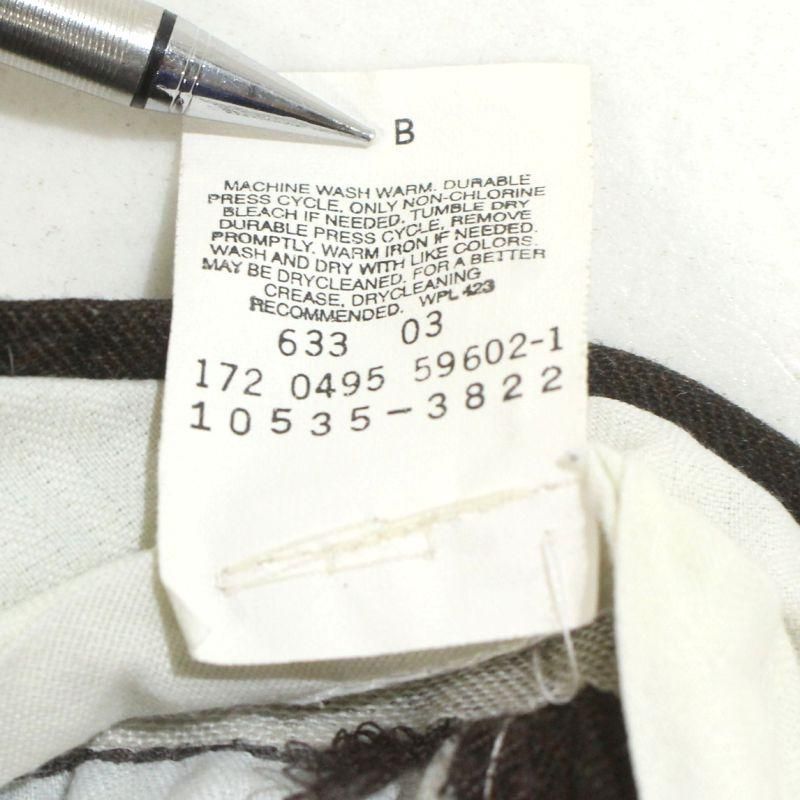 B
MACHINE WASH WARM. DURABLE
PRESS CYCLE. ONLY NON-CHLORINE
BLEACH IF NEEDED. TUMBLE DRY
DURABLE PRESS CYCLE. REMOVE
PROMPTLY. WARM IRON IF NEEDED.
WASH AND DRY WITH LIKE COLORS.
MAY BE DRYCLEANED. FOR A BETTER
CREASE, DRYCLEANING
RECOMMENDED. WPL 423
633 03
172 0495 59602-1
10535-3822